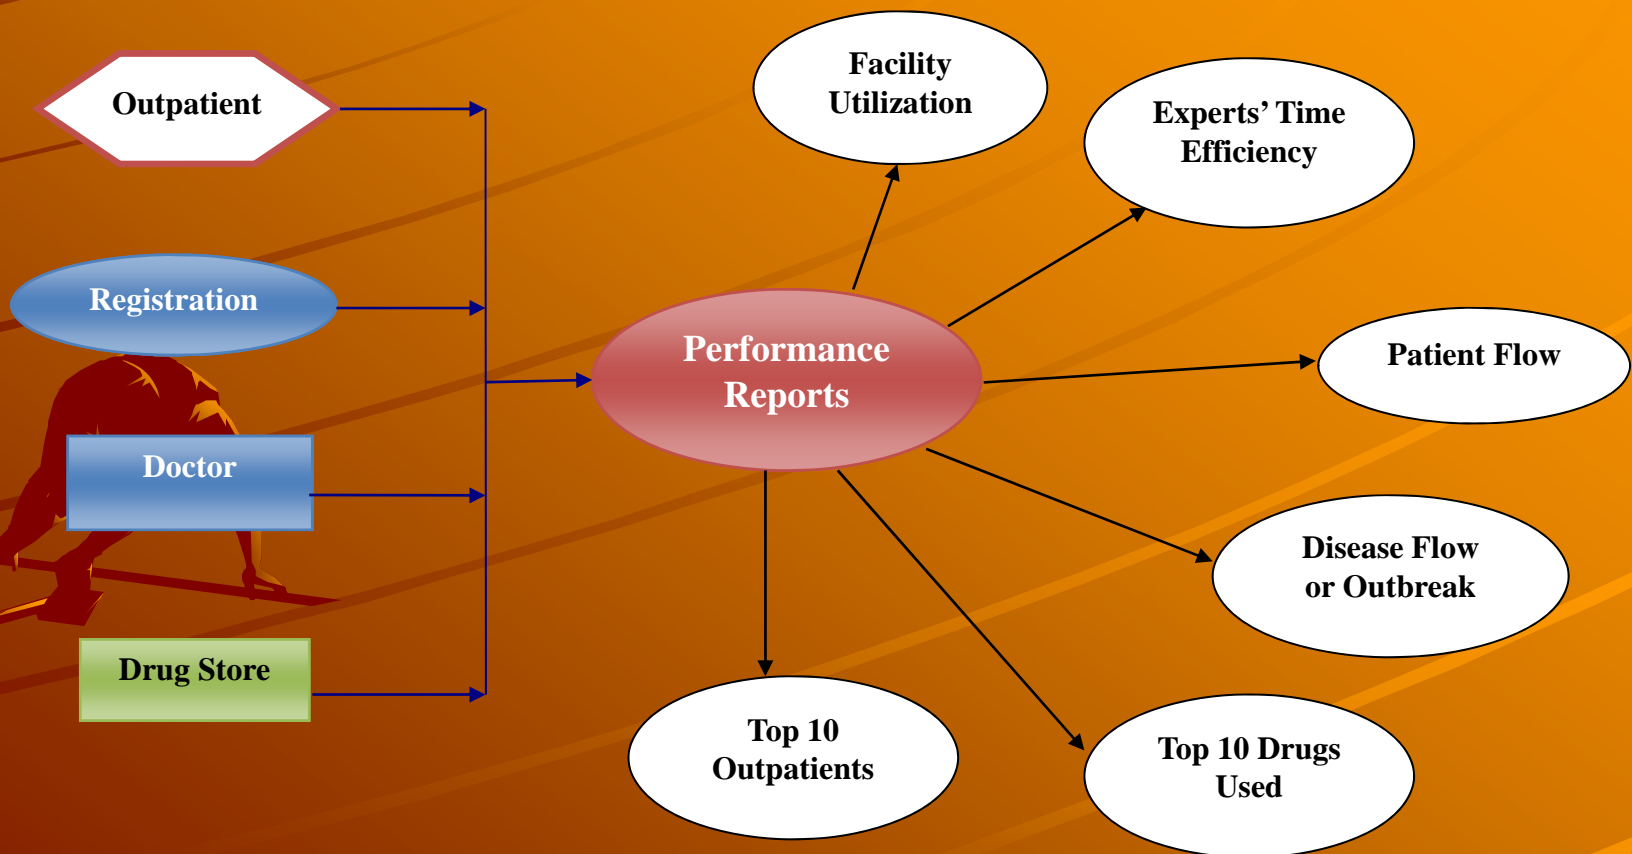 Outpatient
Registration
Doctor
Drug Store
Performance
Reports
Facility
Utilization
Experts’ Time
Efficiency
Patient Flow
Disease Flow
or Outbreak
Top 10 Drugs
Used
Top 10
Outpatients